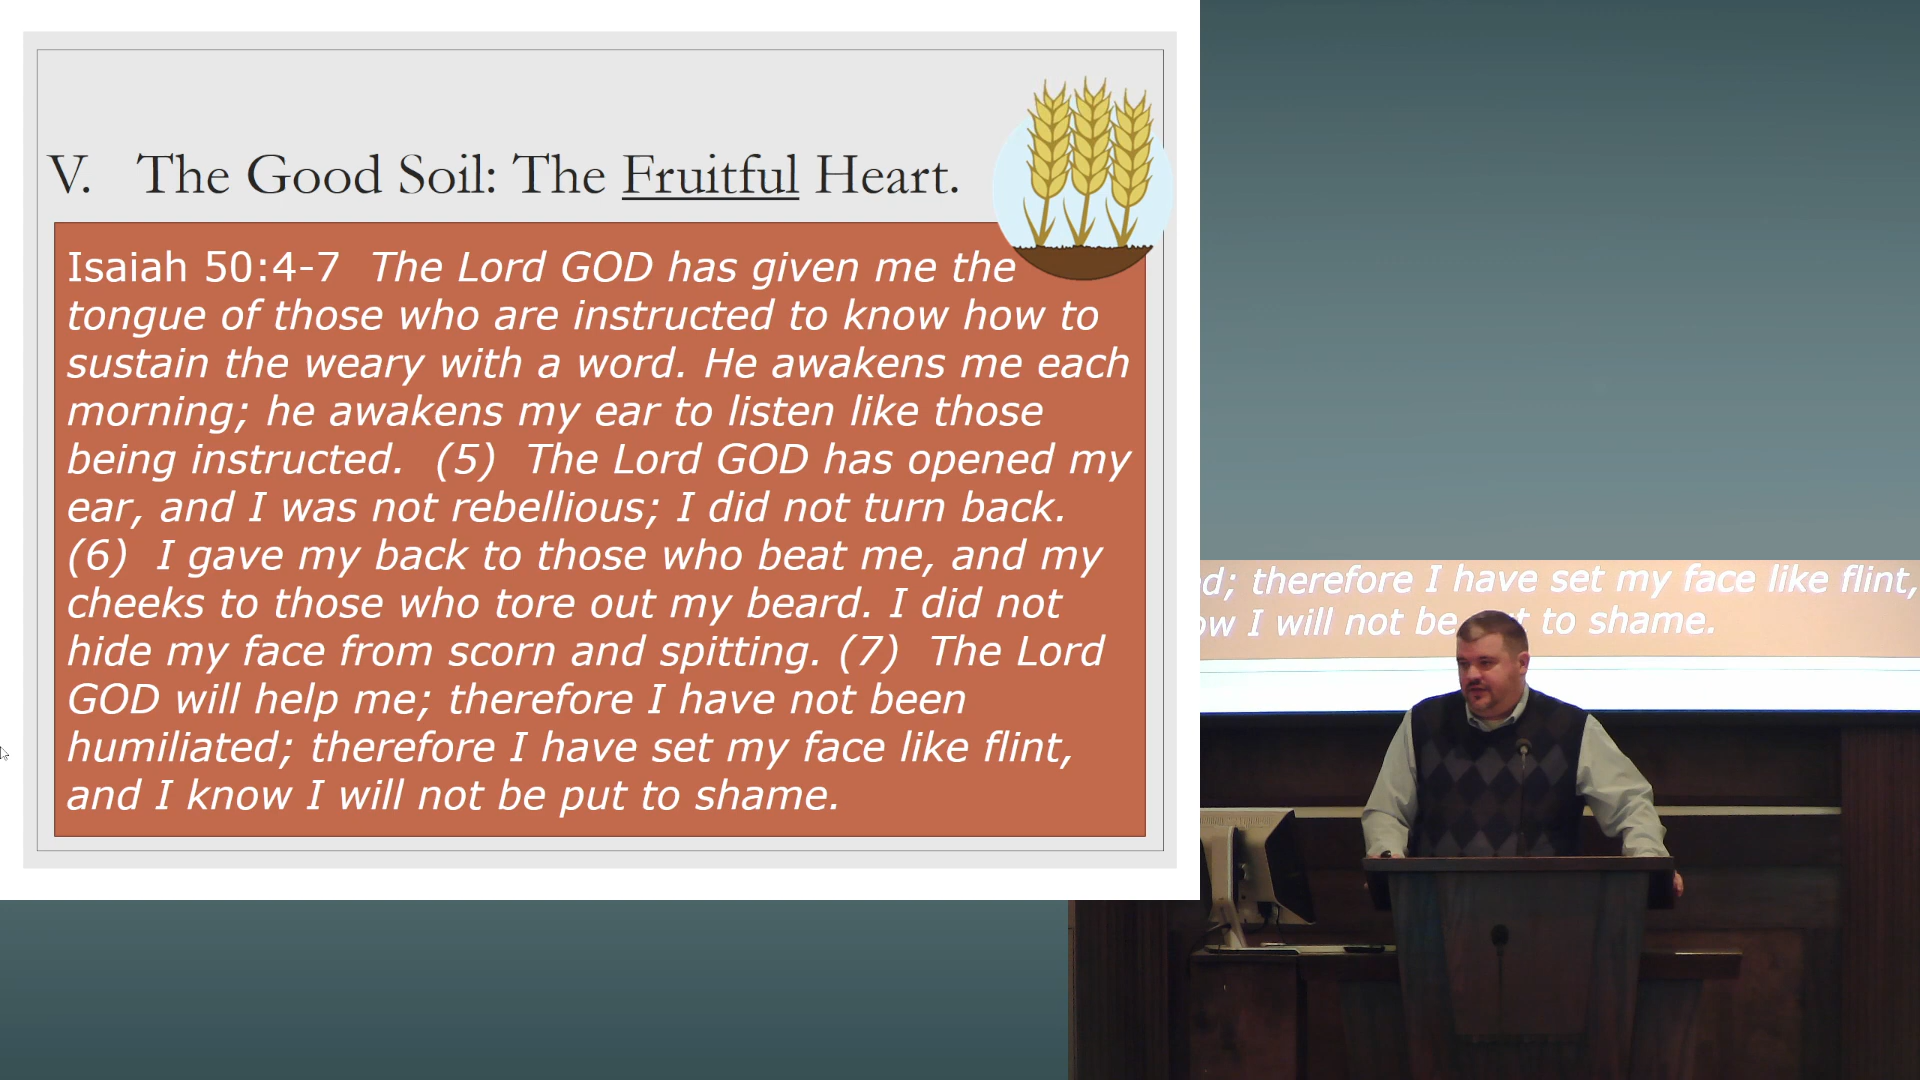 V. The Good Soil: The Fruitful Heart.
Isaiah 50:4-7 The Lord GOD has given me the
tongue of those who are instructed to know how to
sustain the weary with a word. He awakens me each
morning; he awakens my ear to listen like those
being instructed. (5) The Lord GOD has opened my
ear, and I was not rebellious; I did not turn back.
(6) I gave my back to those who beat me, and my
cheeks to those who tore out my beard. I did not
hide my face from scorn and spitting. (7) The Lord
GOD will help me; therefore I have not been
humiliated; therefore I have set my face like flint,
and I know I will not be put to shame.
d; therefore I have set my face like flint,
ow I will not be to shame.